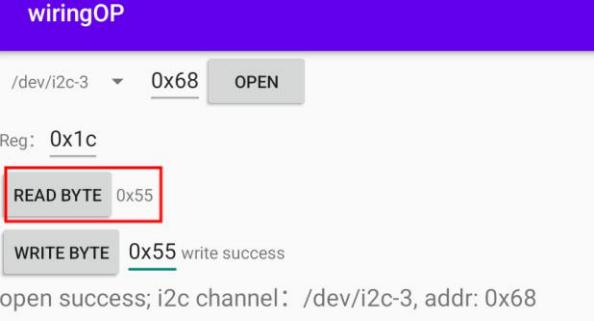 wiringOP
/dev/i2c-3 0x68 OPEN
Reg: 0x1c
READ BYTE 0x55
WRITE BYTE 0x55 write success
open success; i2c channel：/dev/i2c-3, addr: 0x68